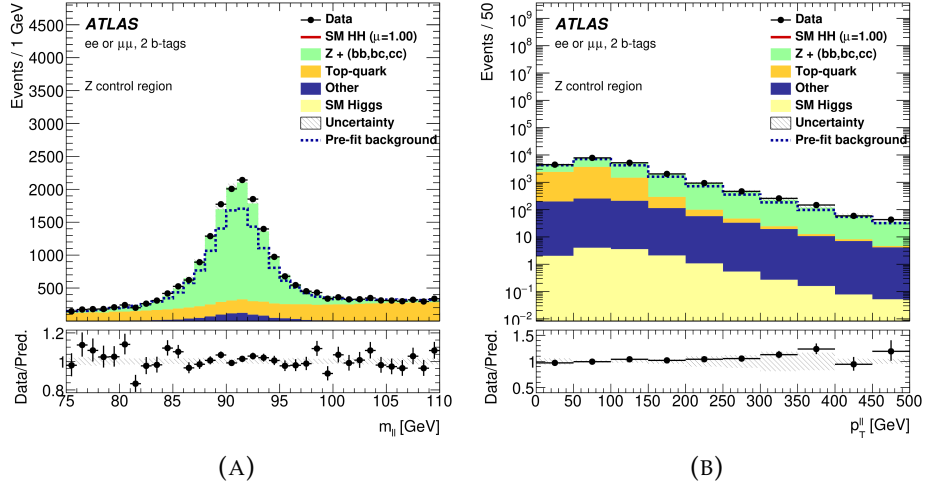 Events / 1 GeV
4500
4000
3500
3000
2500
2000
1500
1000
500
ATLAS
ee or μμ, 2 b-tags
Z control region
Data
SM HH (μ=1.00)
Z + (bb,bc,cc)
Top-quark
Other
SM Higgs
Uncertainty
Pre-fit background
Data/Pred.
1.2
1.0
0.8
75 80 85 90 95 100 105 110
m_ll [GeV]
(A)
Events / 50
10^9
10^8
10^7
10^6
10^5
10^4
10^3
10^2
10
1
10^−1
10^−2
ATLAS
ee or μμ, 2 b-tags
Z control region
Data
SM HH (μ=1.00)
Z + (bb,bc,cc)
Top-quark
Other
SM Higgs
Uncertainty
Pre-fit background
Data/Pred.
1.5
1.0
0.5
0 50 100 150 200 250 300 350 400 450 500
p_T^ll [GeV]
(B)